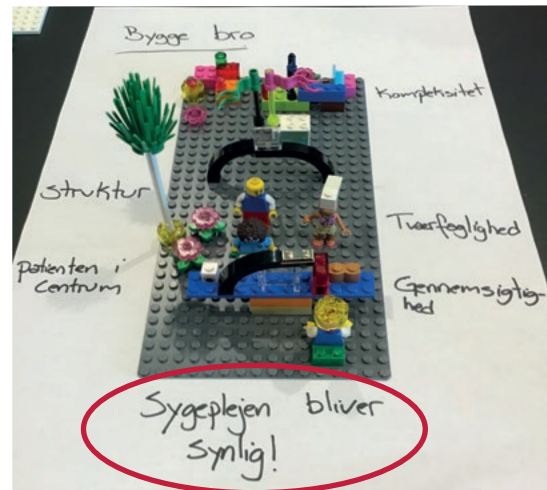 Bygge bro
Kompleksitet
Struktur
Tværfaglighed
patienten i
centrum
Gennemsigtig-
hed
Sygeplejen bliver
synlig!